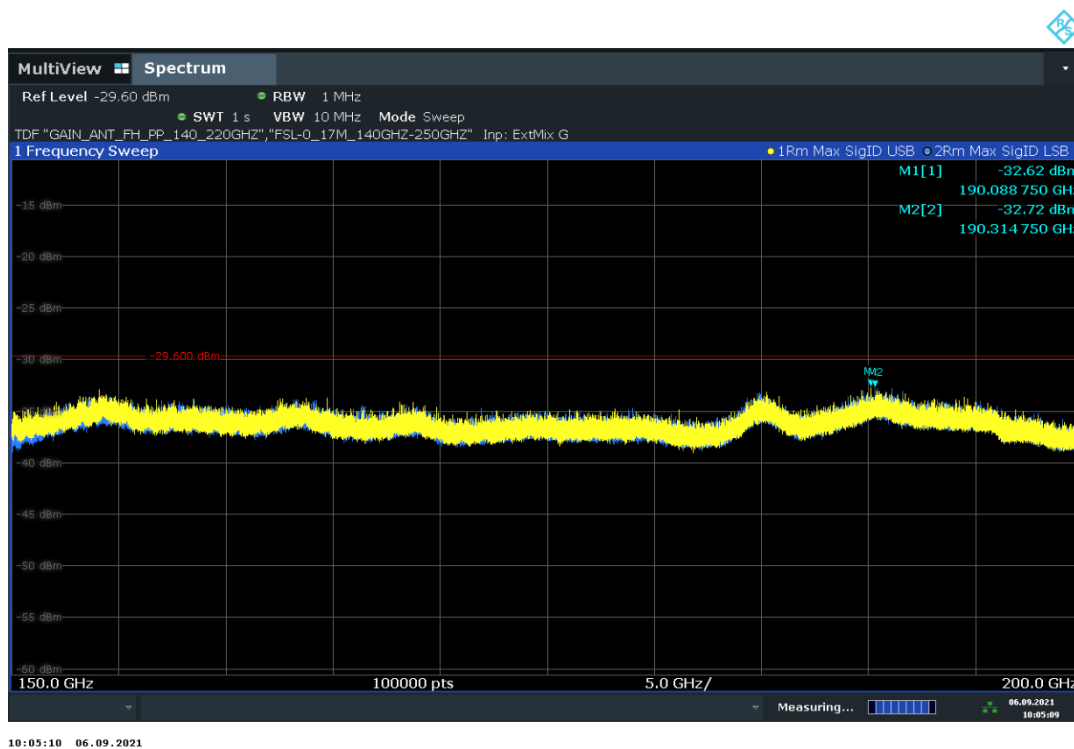 R&S
MultiView Spectrum
Ref Level -29.60 dBm RBW 1 MHz
SWT 1 s VBW 10 MHz Mode Sweep
TDF "GAIN_ANT_FH_PP_140_220GHZ","FSL-0_17M_140GHZ-250GHZ" Inp: ExtMix G
1 Frequency Sweep 1Rm Max SigID USB 2Rm Max SigID LSB
M1[1] -32.62 dBm
190.088 750 GHz
-15 dBm
M2[2] -32.72 dBm
190.314 750 GHz
-20 dBm
-25 dBm
-29.600 dBm
-30 dBm
M2
-40 dBm
-45 dBm
-50 dBm
-55 dBm
-60 dBm
150.0 GHz 100000 pts 5.0 GHz/ 200.0 GHz
Measuring... 06.09.2021
10:05:09
10:05:10 06.09.2021